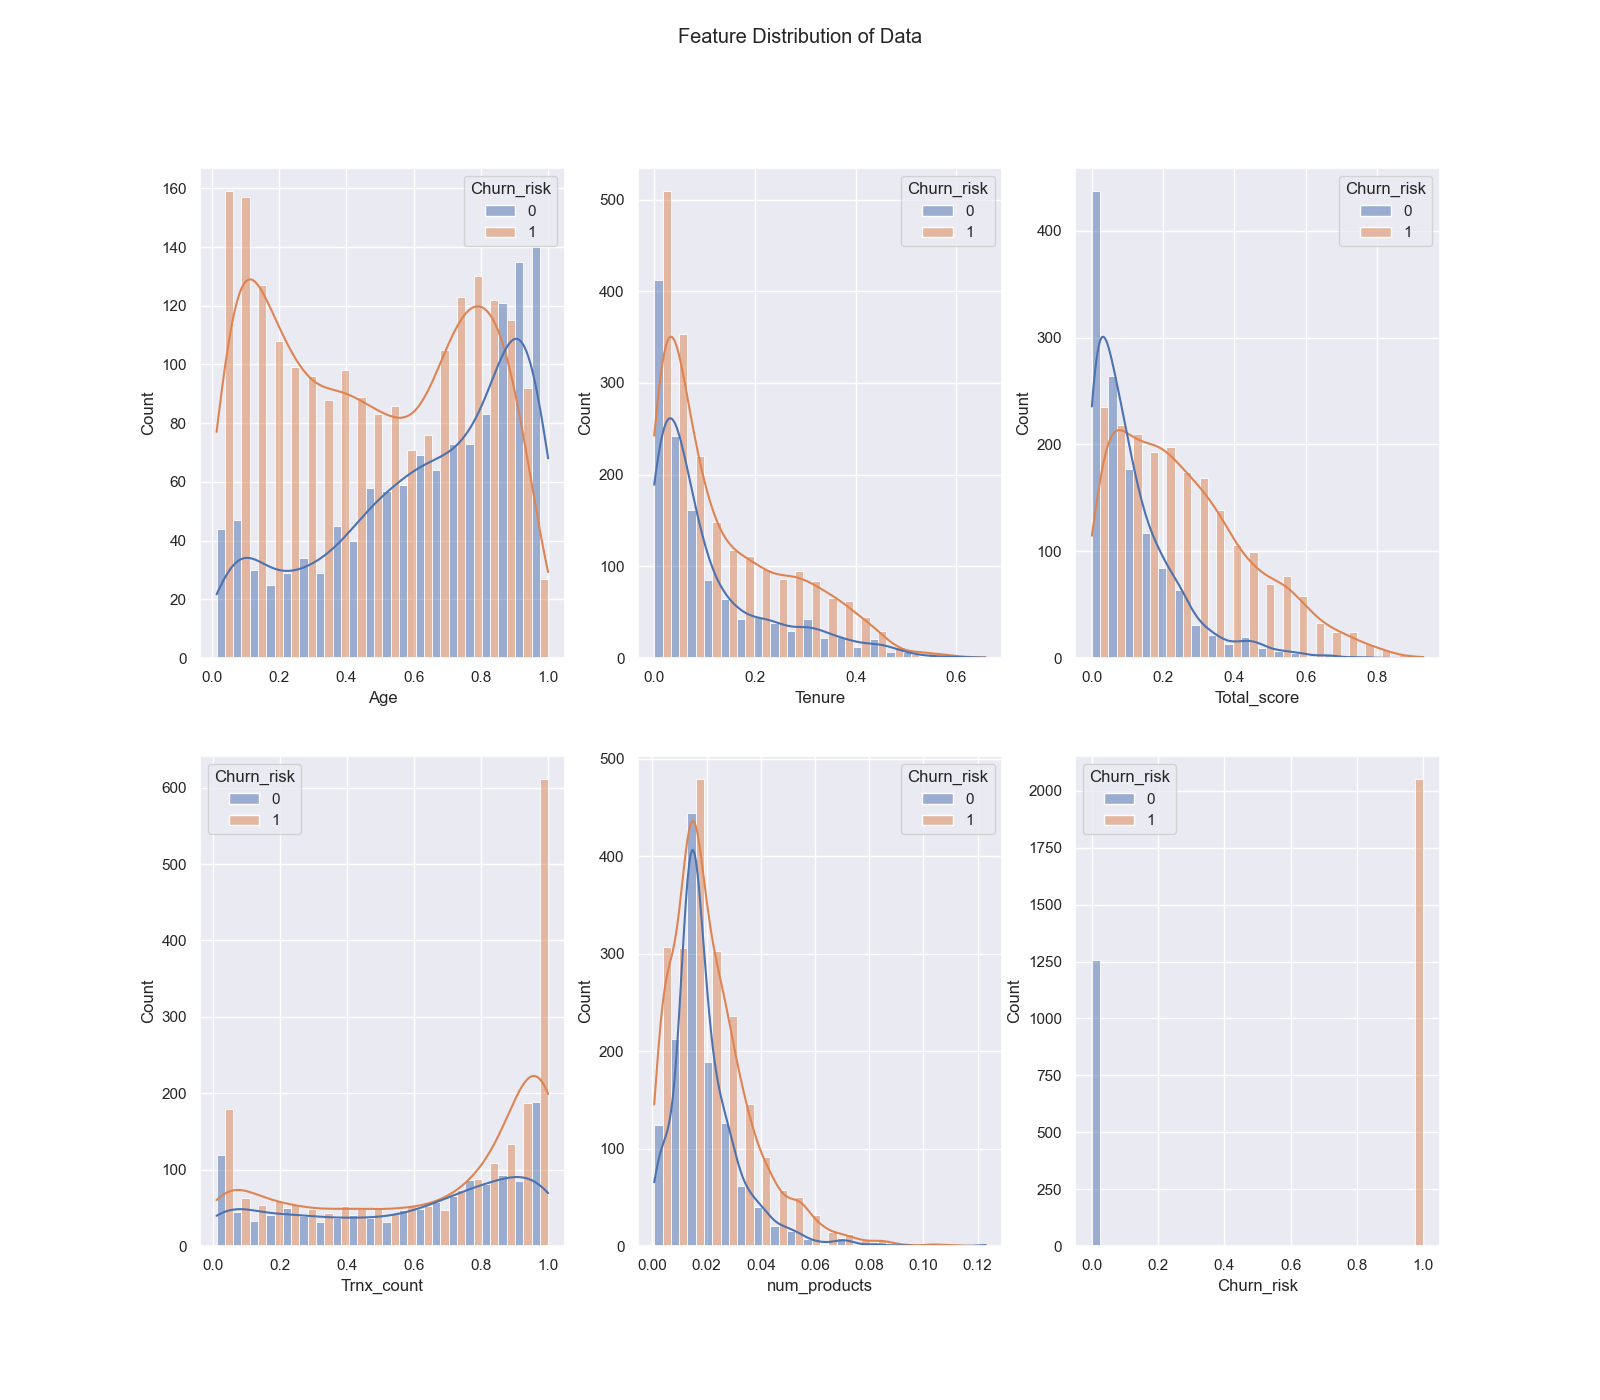 Feature Distribution of Data
Churn_risk
0
1
160
140
120
100
80
60
40
20
0
Count
0.0 0.2 0.4 0.6 0.8 1.0
Age
Churn_risk
0
1
500
400
300
200
100
0
Count
0.0 0.2 0.4 0.6
Tenure
Churn_risk
0
1
400
300
200
100
0
Count
0.0 0.2 0.4 0.6 0.8
Total_score
Churn_risk
0
1
600
500
400
300
200
100
0
Count
0.0 0.2 0.4 0.6 0.8 1.0
Trnx_count
Churn_risk
0
1
500
400
300
200
100
0
Count
0.00 0.02 0.04 0.06 0.08 0.10 0.12
num_products
Churn_risk
0
1
2000
1750
1500
1250
1000
750
500
250
0
Count
0.0 0.2 0.4 0.6 0.8 1.0
Churn_risk